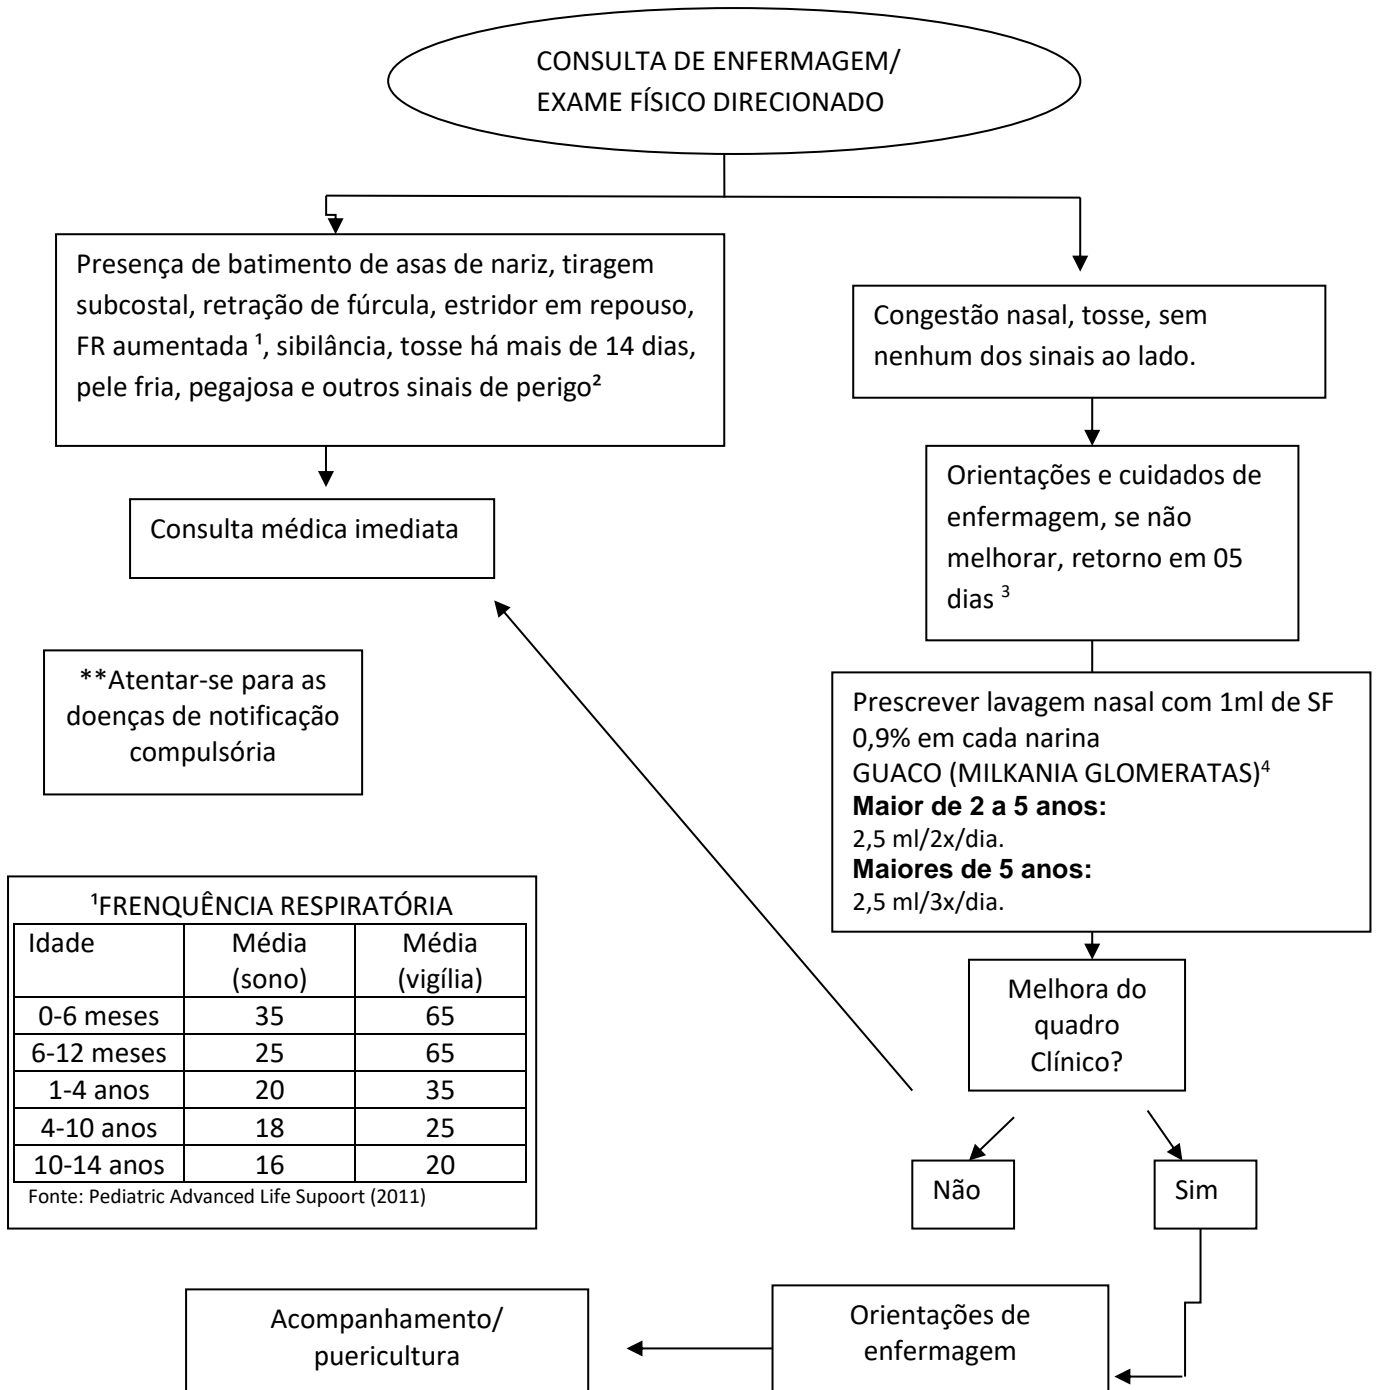 CONSULTA DE ENFERMAGEM/
EXAME FÍSICO DIRECIONADO
Presença de batimento de asas de nariz, tiragem
subcostal, retração de fúrcula, estridor em repouso,
FR aumentada ¹, sibilância, tosse há mais de 14 dias,
pele fria, pegajosa e outros sinais de perigo²
Congestão nasal, tosse, sem
nenhum dos sinais ao lado.
Consulta médica imediata
Orientações e cuidados de
enfermagem, se não
melhorar, retorno em 05
dias ³
**Atentar-se para as
doenças de notificação
compulsória
Prescrever lavagem nasal com 1ml de SF
0,9% em cada narina
GUACO (MILKANIA GLOMERATAS)⁴
Maior de 2 a 5 anos:
2,5 ml/2x/dia.
Maiores de 5 anos:
2,5 ml/3x/dia.
¹FRENQUÊNCIA RESPIRATÓRIA
Idade Média (sono) Média (vigília)
0-6 meses 35 65
6-12 meses 25 65
1-4 anos 20 35
4-10 anos 18 25
10-14 anos 16 20
Fonte: Pediatric Advanced Life Supoort (2011)
Melhora do
quadro
Clínico?
Não
Sim
Orientações de
enfermagem
Acompanhamento/
puericultura